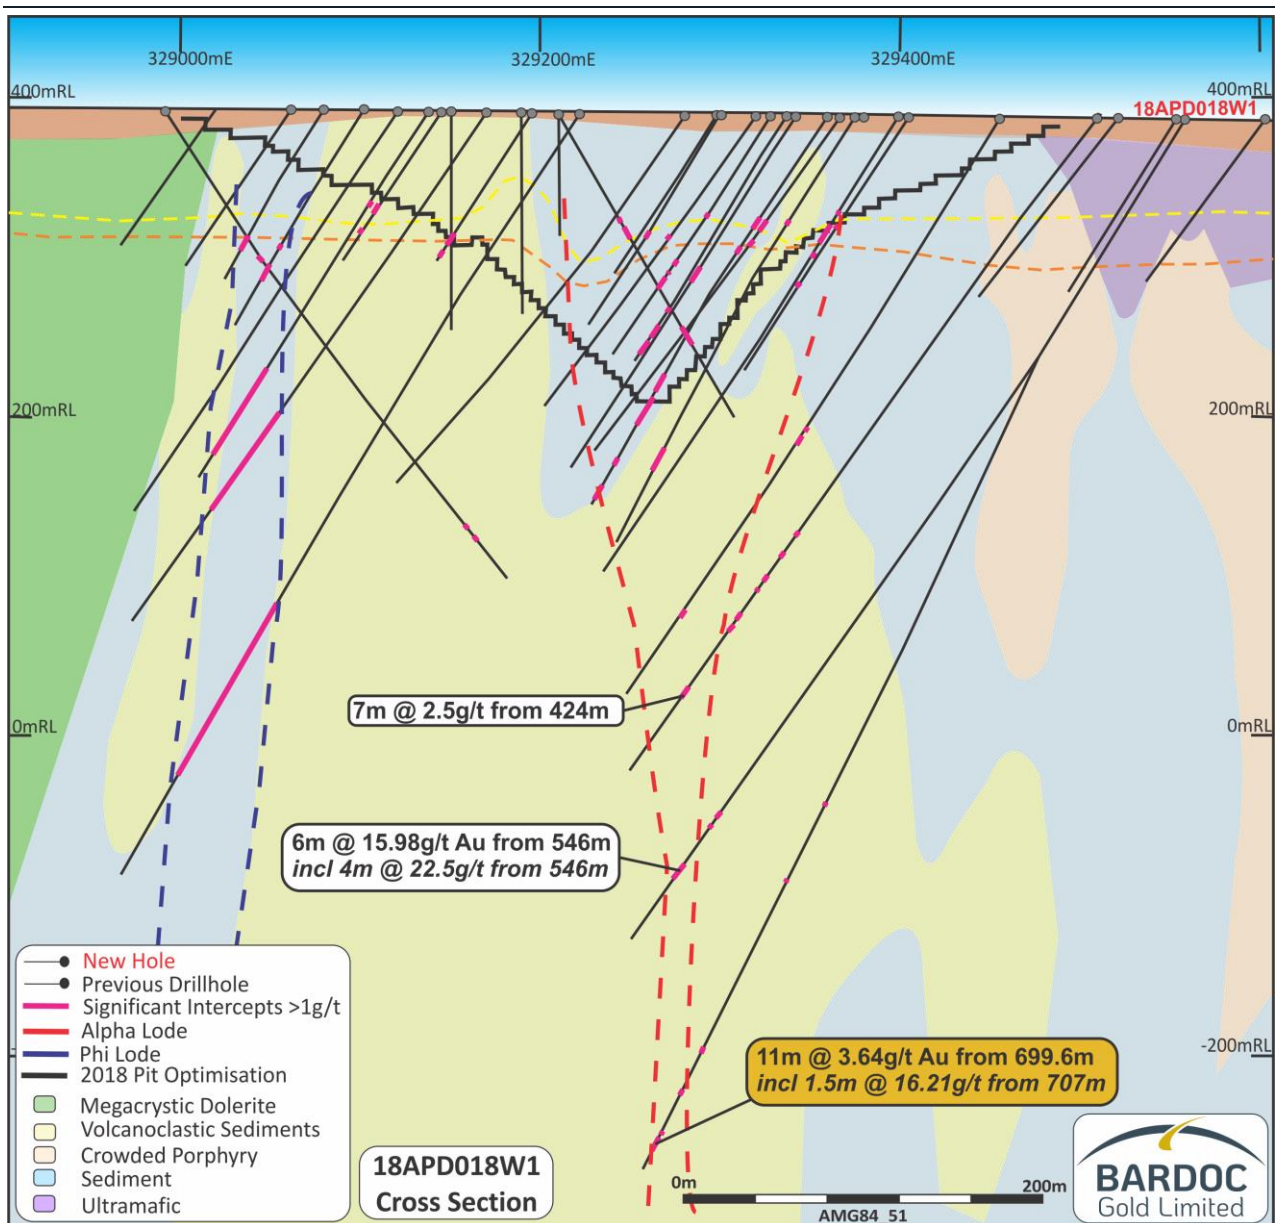 329000mE
329200mE
329400mE
400mRL
400mRL
18APD018W1
200mRL
200mRL
0mRL
0mRL
7m @ 2.5g/t from 424m
6m @ 15.98g/t Au from 546m
incl 4m @ 22.5g/t from 546m
-200mRL
11m @ 3.64g/t Au from 699.6m
incl 1.5m @ 16.21g/t from 707m
New Hole
Previous Drillhole
Significant Intercepts >1g/t
Alpha Lode
Phi Lode
2018 Pit Optimisation
Megacrystic Dolerite
Volcanoclastic Sediments
Crowded Porphyry
Sediment
Ultramafic
18APD018W1
Cross Section
0m
200m
AMG84 51
BARDOC
Gold Limited